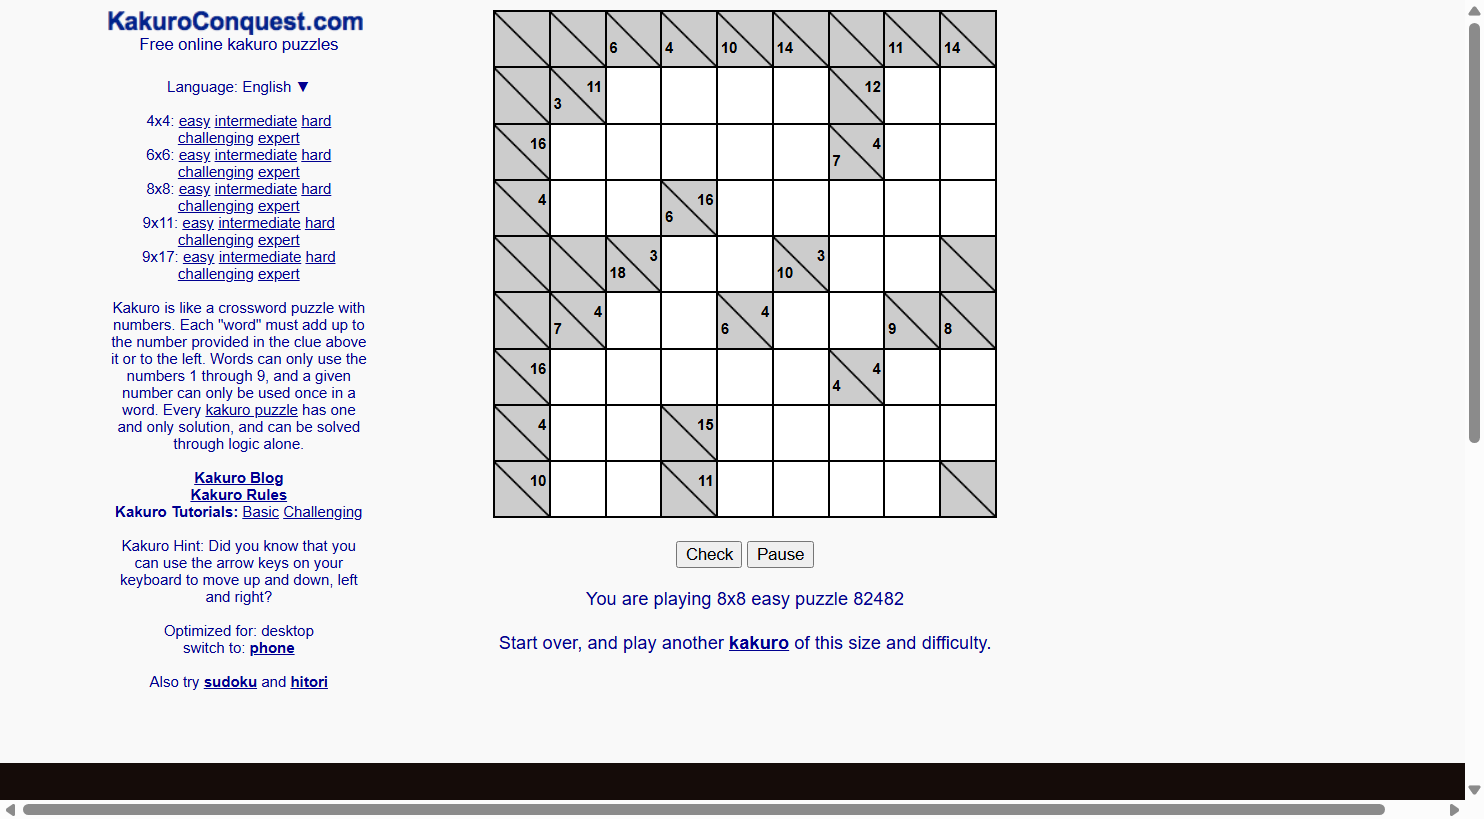 KakuroConquest.com
Free online kakuro puzzles
Language: English ▼
4x4: easy intermediate hard
challenging expert
6x6: easy intermediate hard
challenging expert
8x8: easy intermediate hard
challenging expert
9x11: easy intermediate hard
challenging expert
9x17: easy intermediate hard
challenging expert
Kakuro is like a crossword puzzle with
numbers. Each "word" must add up to
the number provided in the clue above
it or to the left. Words can only use the
numbers 1 through 9, and a given
number can only be used once in a
word. Every kakuro puzzle has one
and only solution, and can be solved
through logic alone.
Kakuro Blog
Kakuro Rules
Kakuro Tutorials: Basic Challenging
Kakuro Hint: Did you know that you
can use the arrow keys on your
keyboard to move up and down, left
and right?
Optimized for: desktop
switch to: phone
Also try sudoku and hitori
6 4 10 14 11 14
11 12
3
16 4
7
4 16
6
3 3
18 10
4 4
7 6 9 8
16 4
4
4 15
10 11
Check Pause
You are playing 8x8 easy puzzle 82482
Start over, and play another kakuro of this size and difficulty.